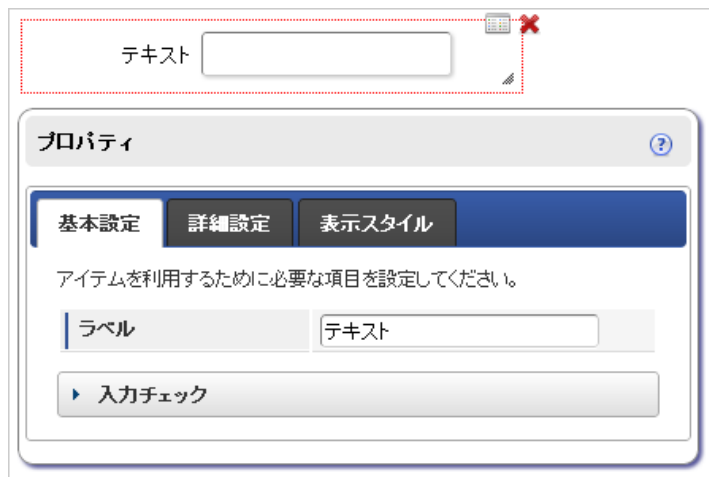 テキスト
プロパティ
?
基本設定 詳細設定 表示スタイル
アイテムを利用するために必要な項目を設定してください。
ラベル テキスト
入力チェック